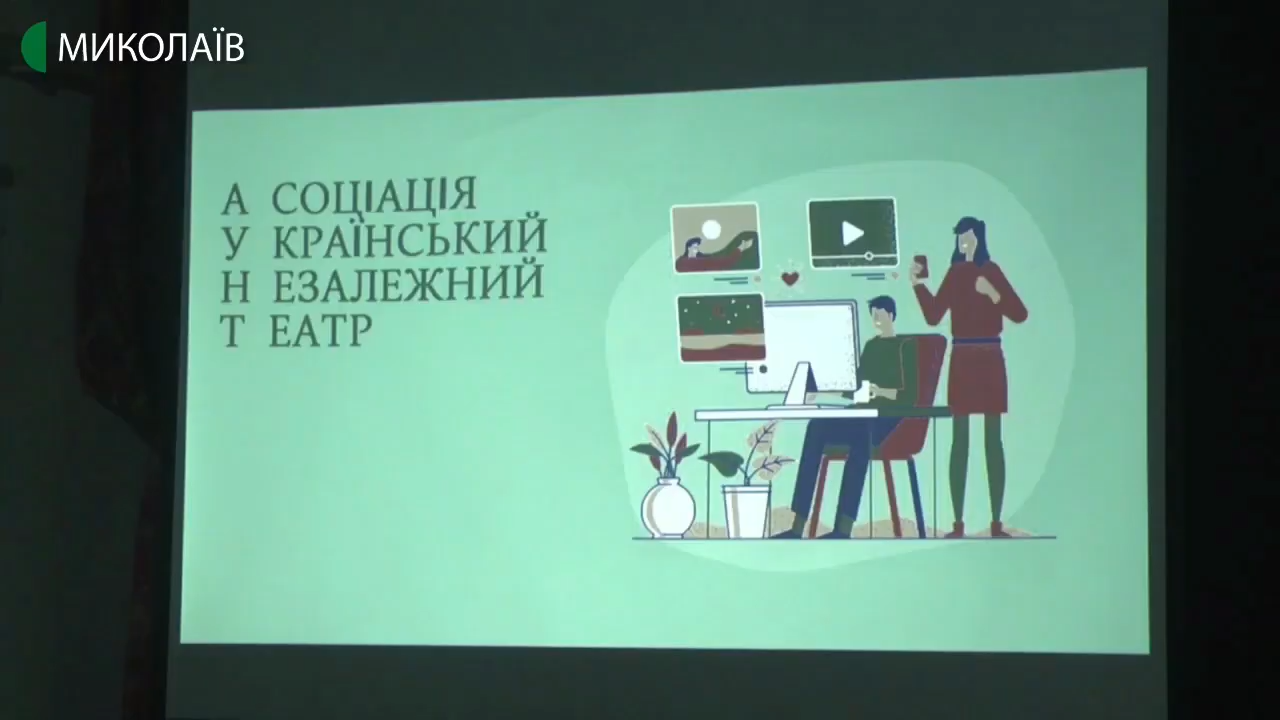 МИКОЛАЇВ
А СОЦІАЦІЯ
У КРАЇНСЬКИЙ
Н ЕЗАЛЕЖНИЙ
Т ЕАТР